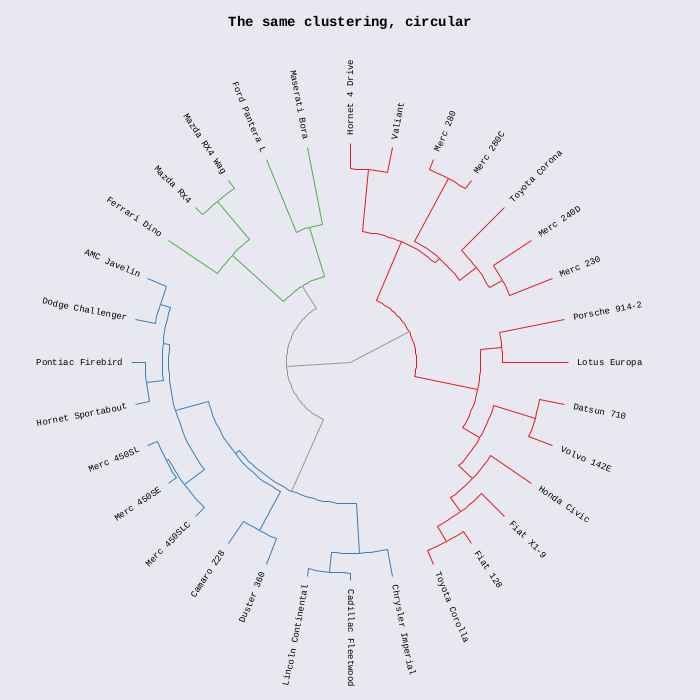 The same clustering, circular
Hornet 4 Drive
Valiant
Merc 280
Merc 280C
Toyota Corona
Merc 240D
Merc 230
Porsche 914-2
Lotus Europa
Datsun 710
Volvo 142E
Honda Civic
Fiat X1-9
Fiat 128
Toyota Corolla
Chrysler Imperial
Cadillac Fleetwood
Lincoln Continental
Duster 360
Camaro Z28
Merc 450SLC
Merc 450SE
Merc 450SL
Hornet Sportabout
Pontiac Firebird
Dodge Challenger
AMC Javelin
Ferrari Dino
Mazda RX4
Mazda RX4 Wag
Ford Pantera L
Maserati Bora